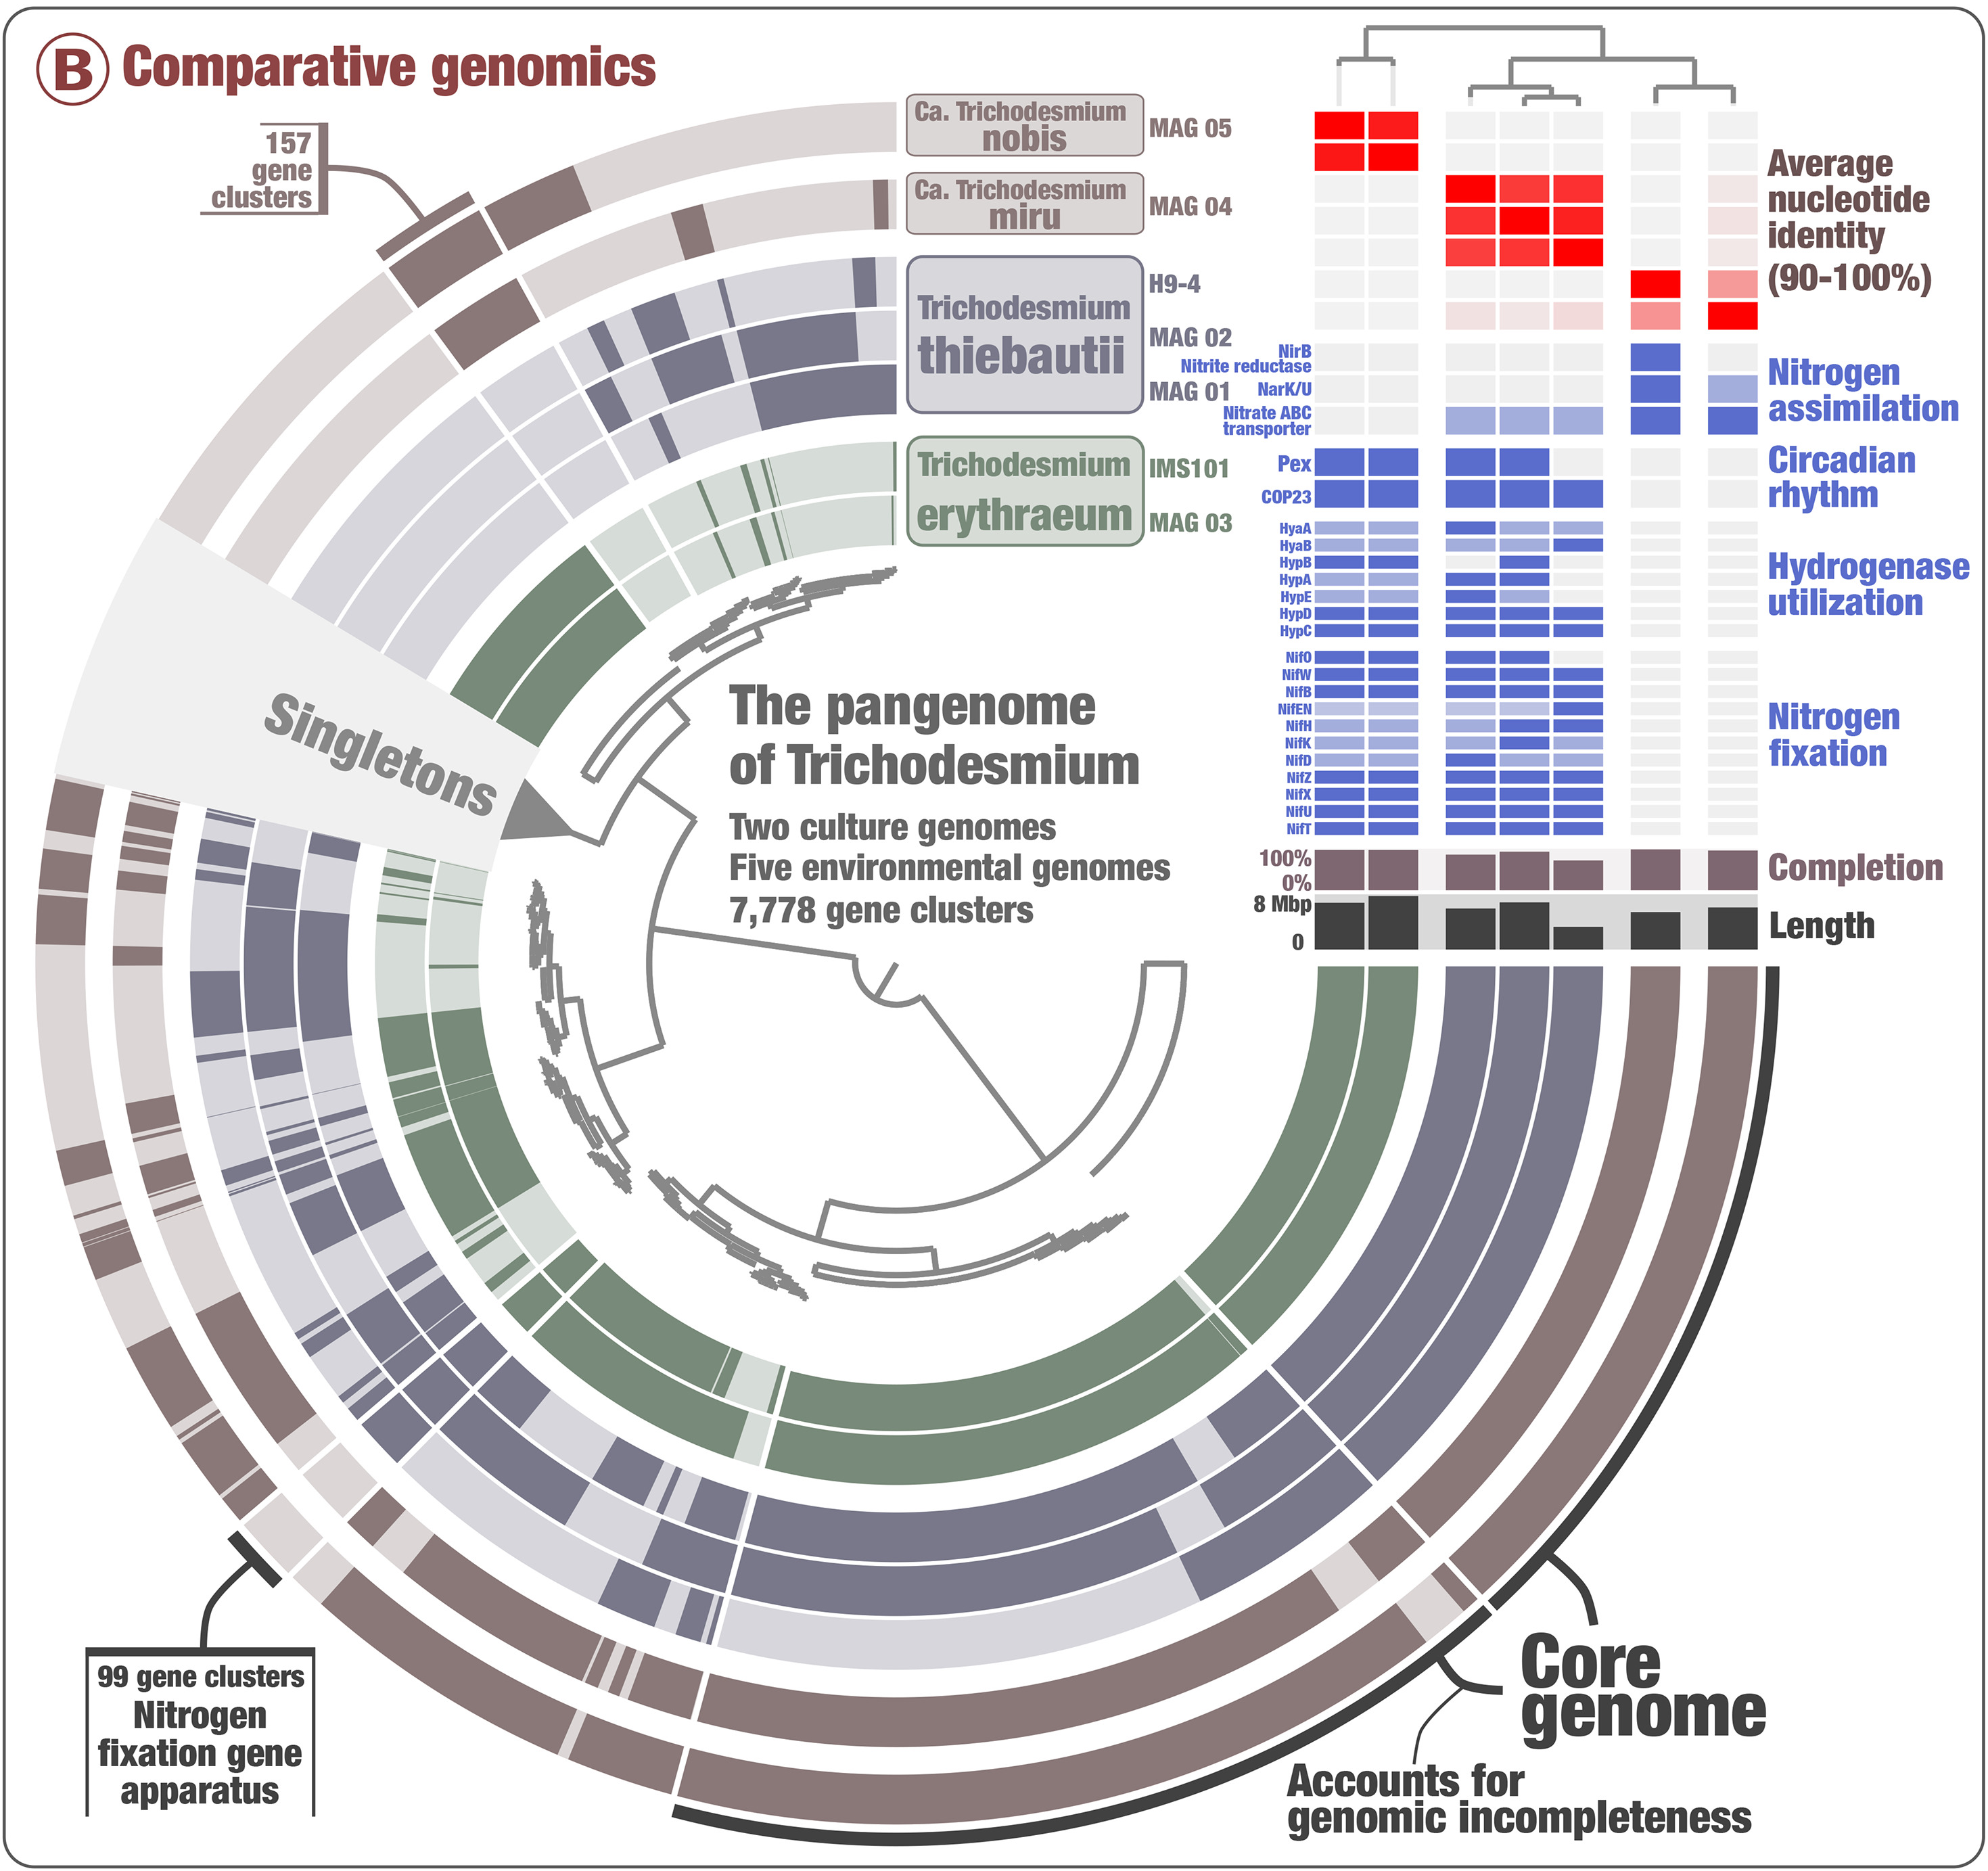 B Comparative genomics
157
gene
clusters
Ca. Trichodesmium
nobis
MAG 05
Ca. Trichodesmium
miru
MAG 04
Trichodesmium
thiebautii
H9-4
MAG 02
MAG 01
Trichodesmium
erythraeum
IMS101
MAG 03
Average
nucleotide
identity
(90-100%)
NirB
Nitrite reductase
NarK/U
Nitrate ABC
transporter
Nitrogen
assimilation
Pex
COP23
Circadian
rhythm
HyaA
HyaB
HypB
HypA
HypE
HypD
HypC
Hydrogenase
utilization
NifO
NifW
NifB
NifEN
NifH
NifK
NifD
NifZ
NifX
NifU
NifT
Nitrogen
fixation
100%
0%
Completion
8 Mbp
0
Length
Singletons
The pangenome
of Trichodesmium
Two culture genomes
Five environmental genomes
7,778 gene clusters
99 gene clusters
Nitrogen
fixation gene
apparatus
Core
genome
Accounts for
genomic incompleteness